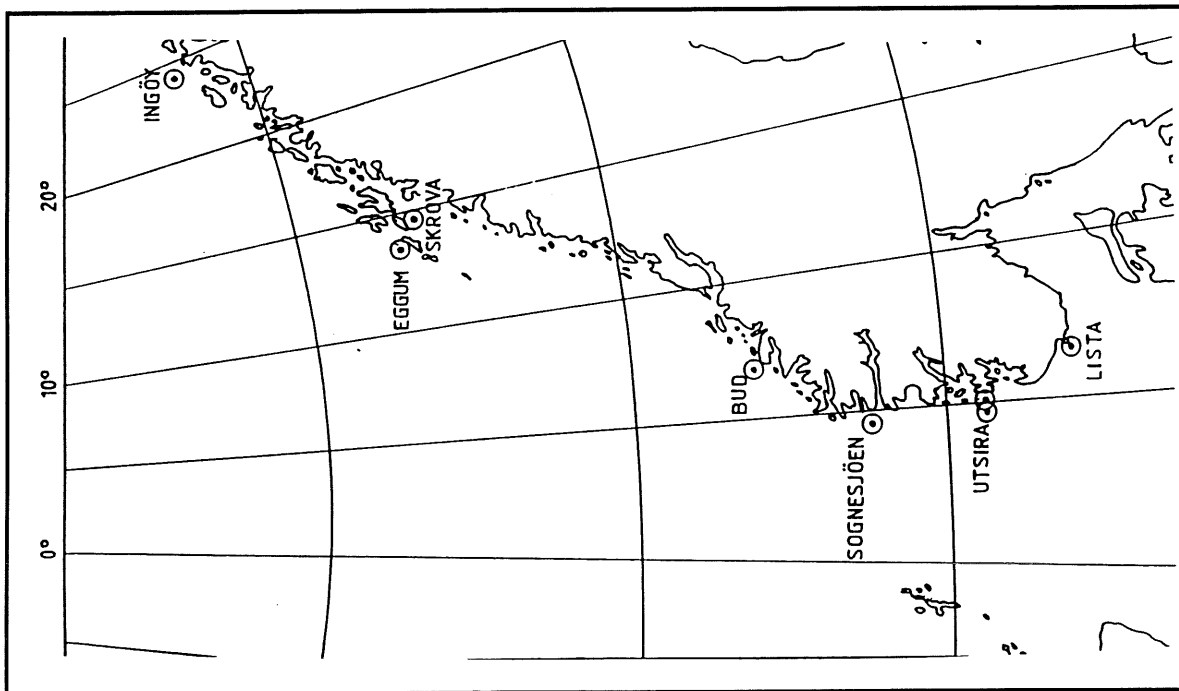 INGÖY
20°
SKROVA
EGGUM
10°
BUD
SOGNESJÖEN
UTSIRA
LISTA
0°